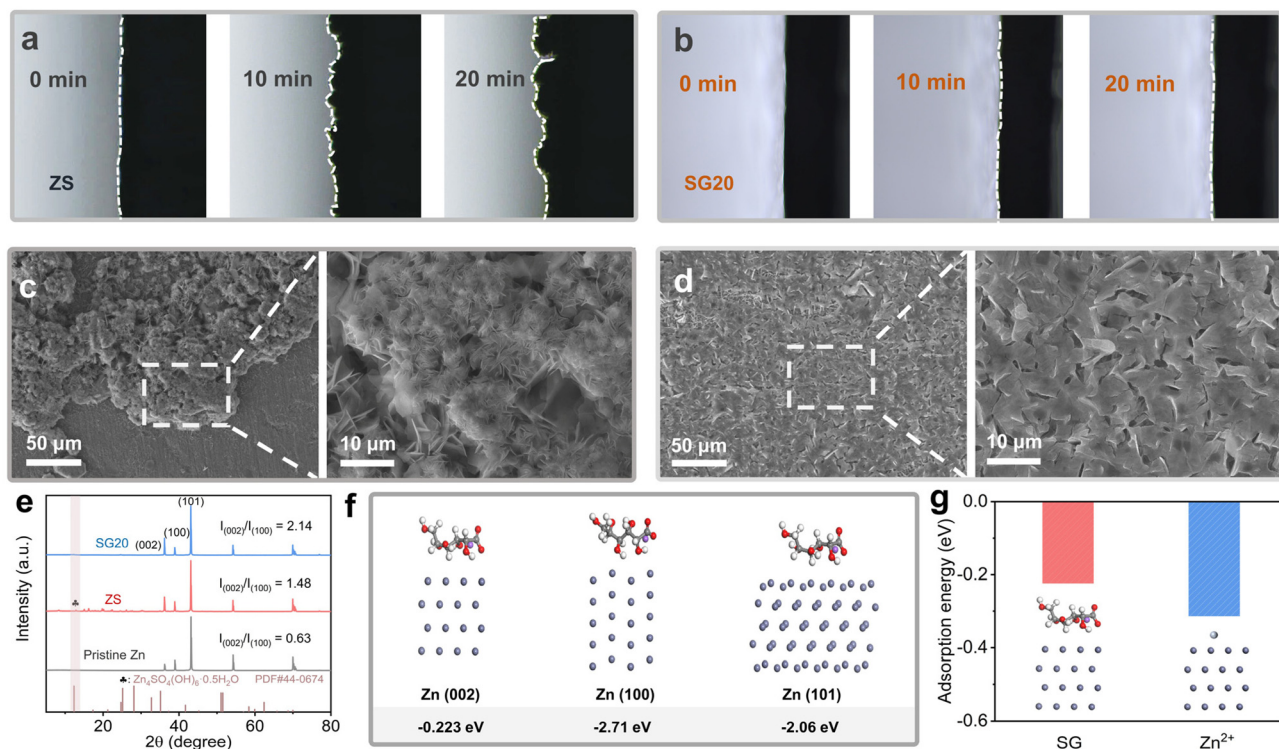 a
0 min
10 min
20 min
ZS
b
0 min
10 min
20 min
SG20
c
50 µm
10 µm
d
50 µm
10 µm
e
Intensity (a.u.)
(101)
(100)
(002)
SG20
I(002)/I(100) = 2.14
ZS
I(002)/I(100) = 1.48
♣
Pristine Zn
I(002)/I(100) = 0.63
♣: Zn4SO4(OH)6·0.5H2O PDF#44-0674
20 40 60 80
2θ (degree)
f
Zn (002) Zn (100) Zn (101)
-0.223 eV -2.71 eV -2.06 eV
g
Adsorption energy (eV)
0.0
-0.2
-0.4
-0.6
SG Zn2+